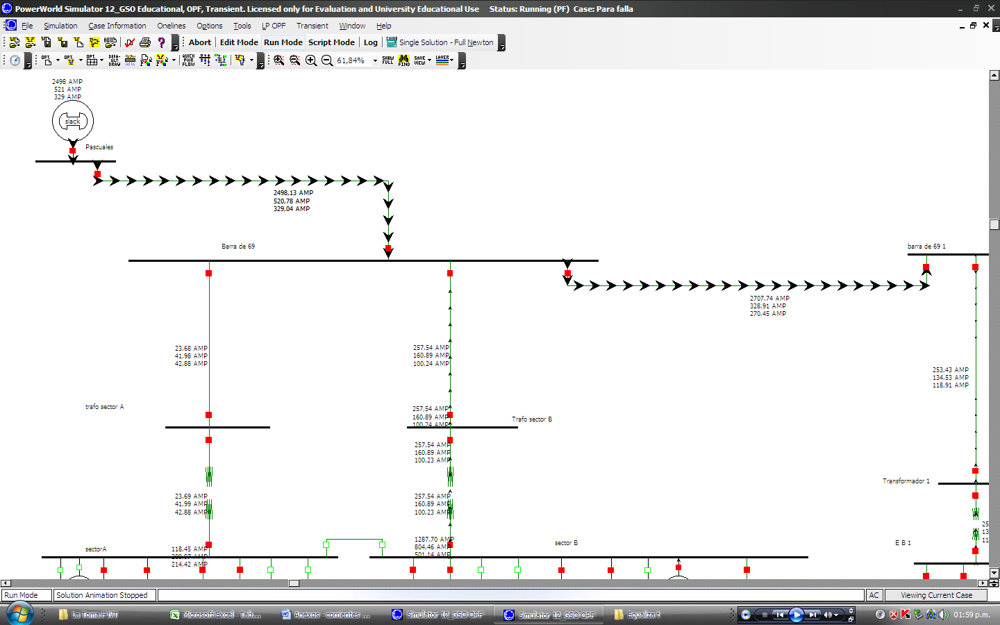 PowerWorld Simulator 12_GSO Educational, OPF, Transient. Licensed only for Evaluation and University Educational Use Status: Running (PF) Case: Para falla
File Simulation Case Information Onelines Options Tools LP OPF Transient Window Help
Abort Edit Mode Run Mode Script Mode Log Single Solution - Full Newton
61,84%
2498 AMP
521 AMP
329 AMP
slack
Pascuales
2498,13 AMP
520,78 AMP
329,04 AMP
Barra de 69
barra de 69 1
2707,74 AMP
328,91 AMP
270,45 AMP
23,68 AMP
41,98 AMP
42,88 AMP
257,54 AMP
160,89 AMP
100,24 AMP
253,43 AMP
134,53 AMP
118,91 AMP
trafo sector A
257,54 AMP
160,89 AMP
100,24 AMP
Trafo sector B
257,54 AMP
160,89 AMP
100,23 AMP
Transformador 1
23,69 AMP
41,99 AMP
42,88 AMP
257,54 AMP
160,89 AMP
100,23 AMP
25
13
11
sectorA
118,45 AMP
214,42 AMP
1287,70 AMP
804,46 AMP
501,14 AMP
sector B
E B 1
Run Mode Solution Animation Stopped AC Viewing Current Case
La Toma FJVT Microsoft Excel - Tab... Anexos - corrientes ... Simulator 12_GSO OPF Simulator 12_GSO OPF Equaliza t 01:59 p.m.